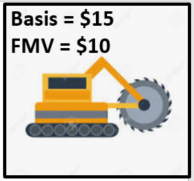 Basis = $15
FMV = $10